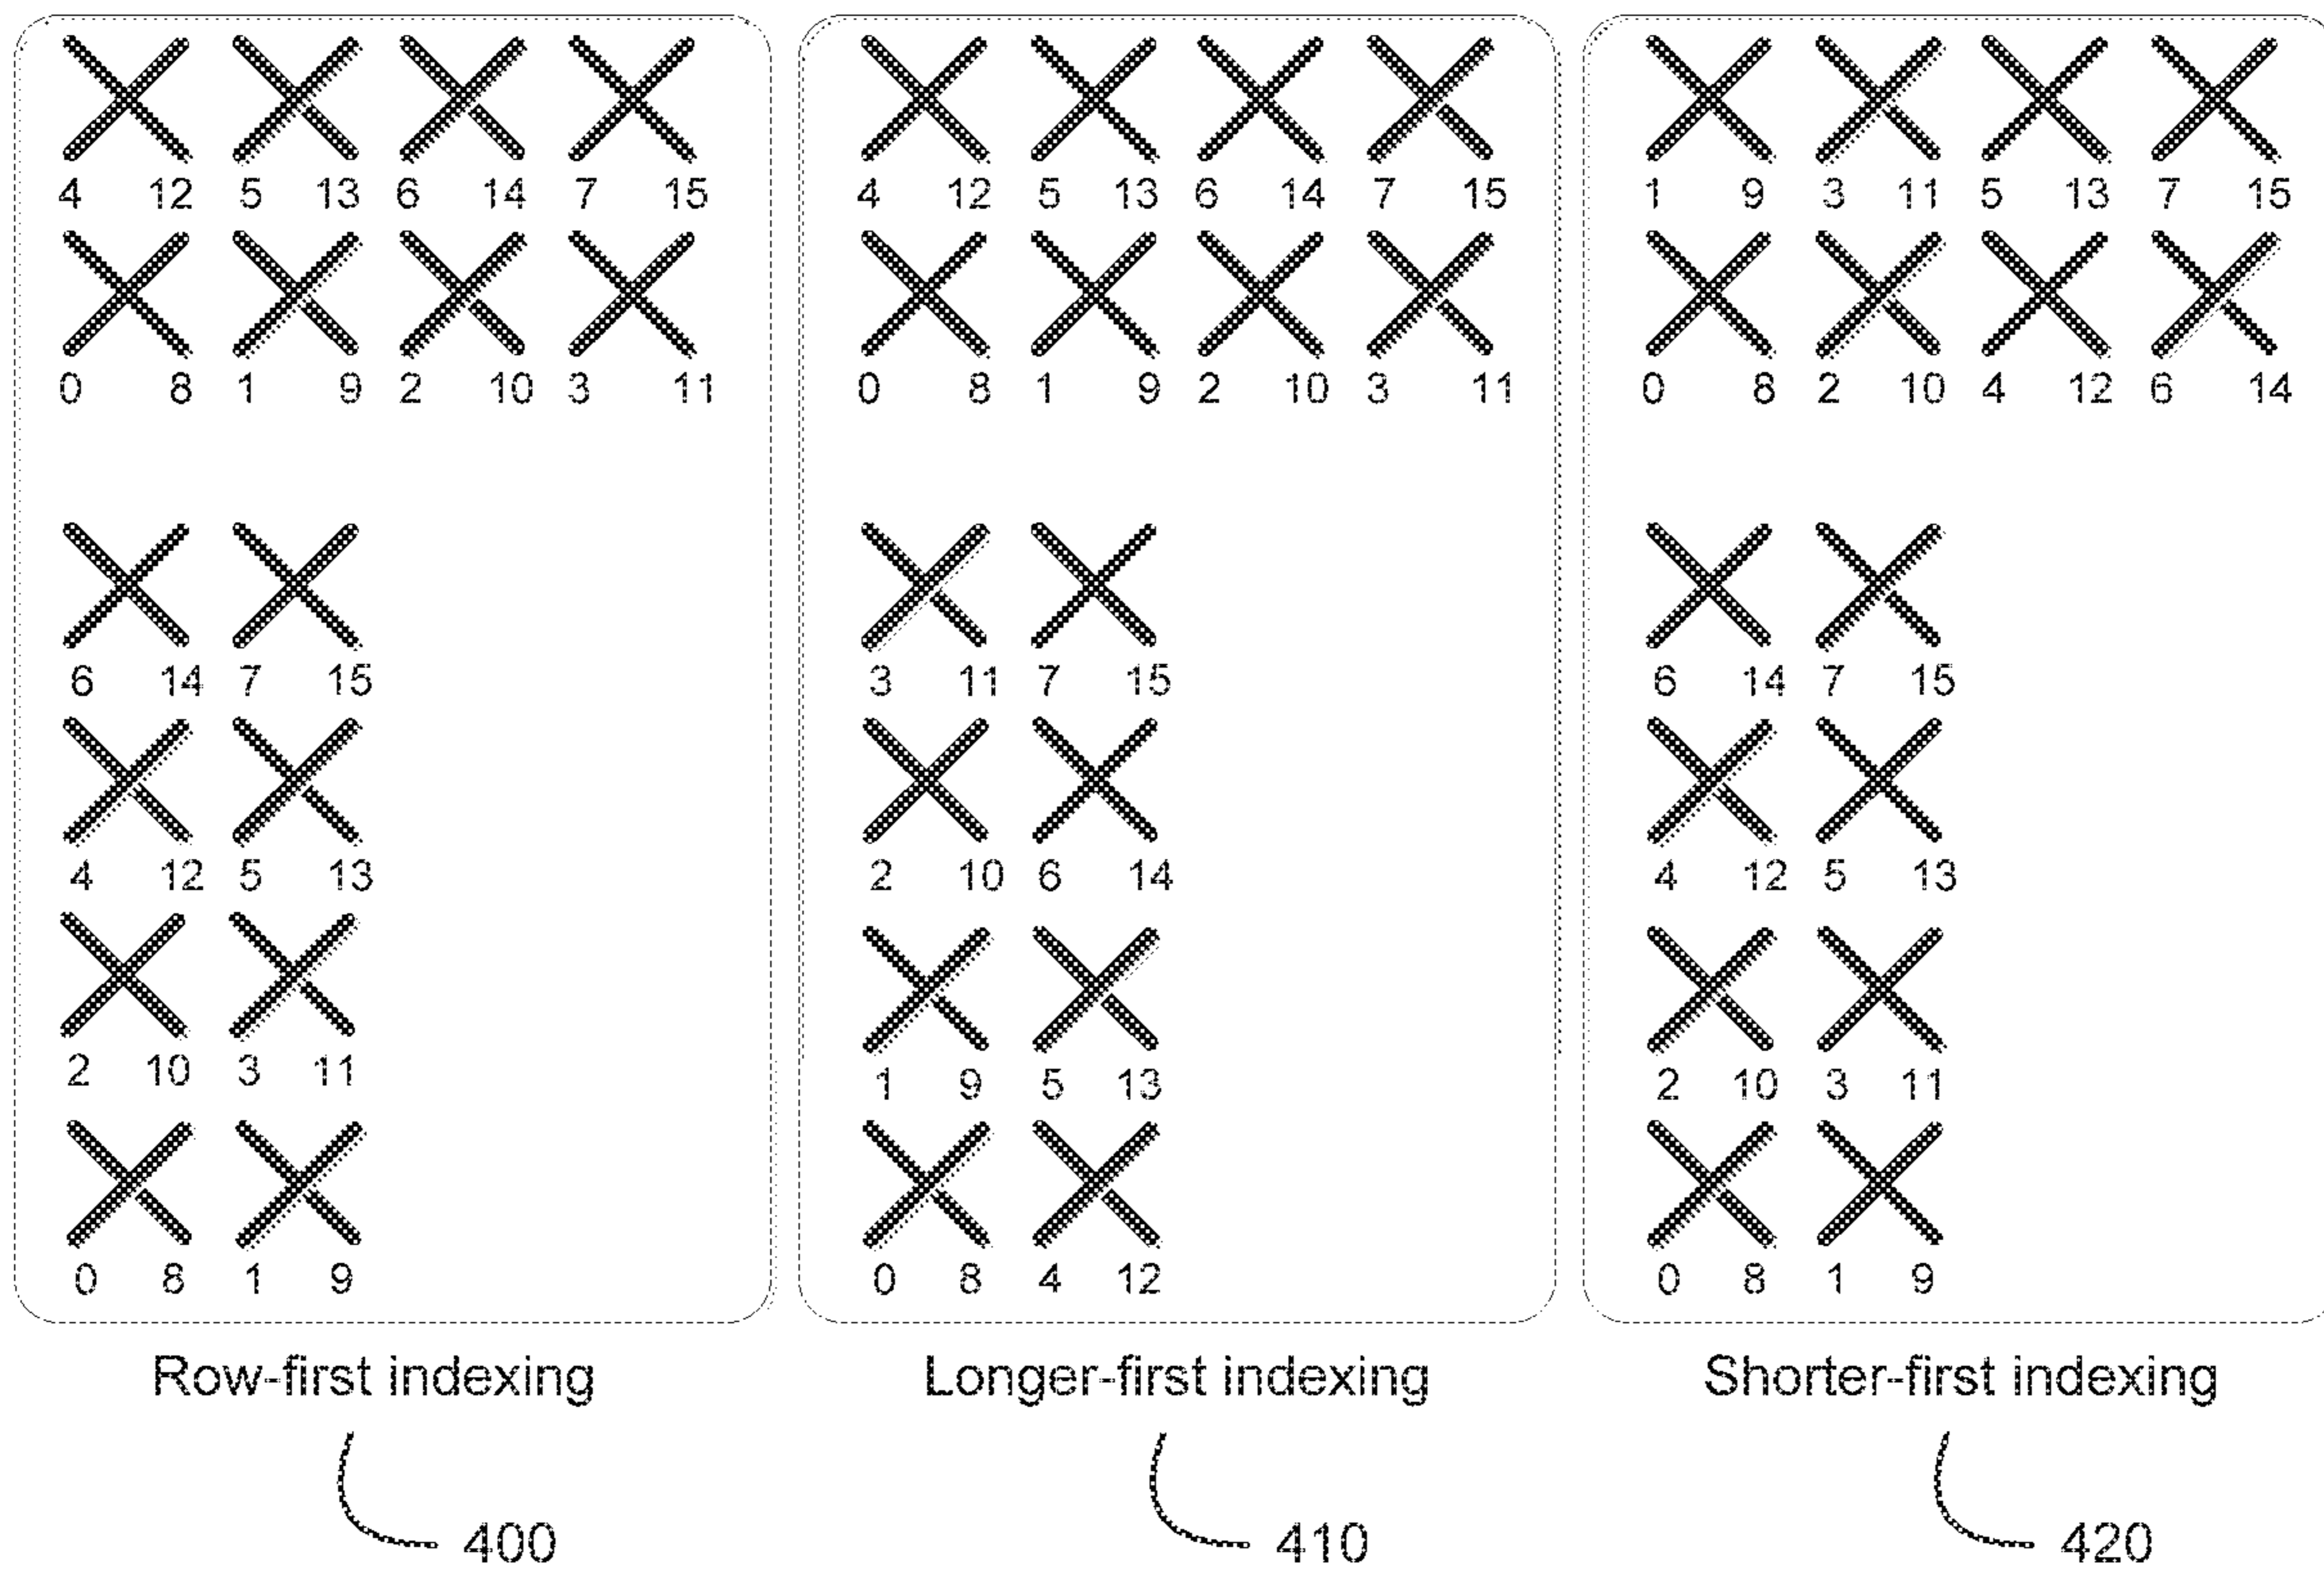 4 12 5 13 6 14 7 15
0 8 1 9 2 10 3 11
6 14 7 15
4 12 5 13
2 10 3 11
0 8 1 9
Row-first indexing
400
4 12 5 13 6 14 7 15
0 8 1 9 2 10 3 11
3 11 7 15
2 10 6 14
1 9 5 13
0 8 4 12
Longer-first indexing
410
1 9 3 11 5 13 7 15
0 8 2 10 4 12 6 14
6 14 7 15
4 12 5 13
2 10 3 11
0 8 1 9
Shorter-first indexing
420